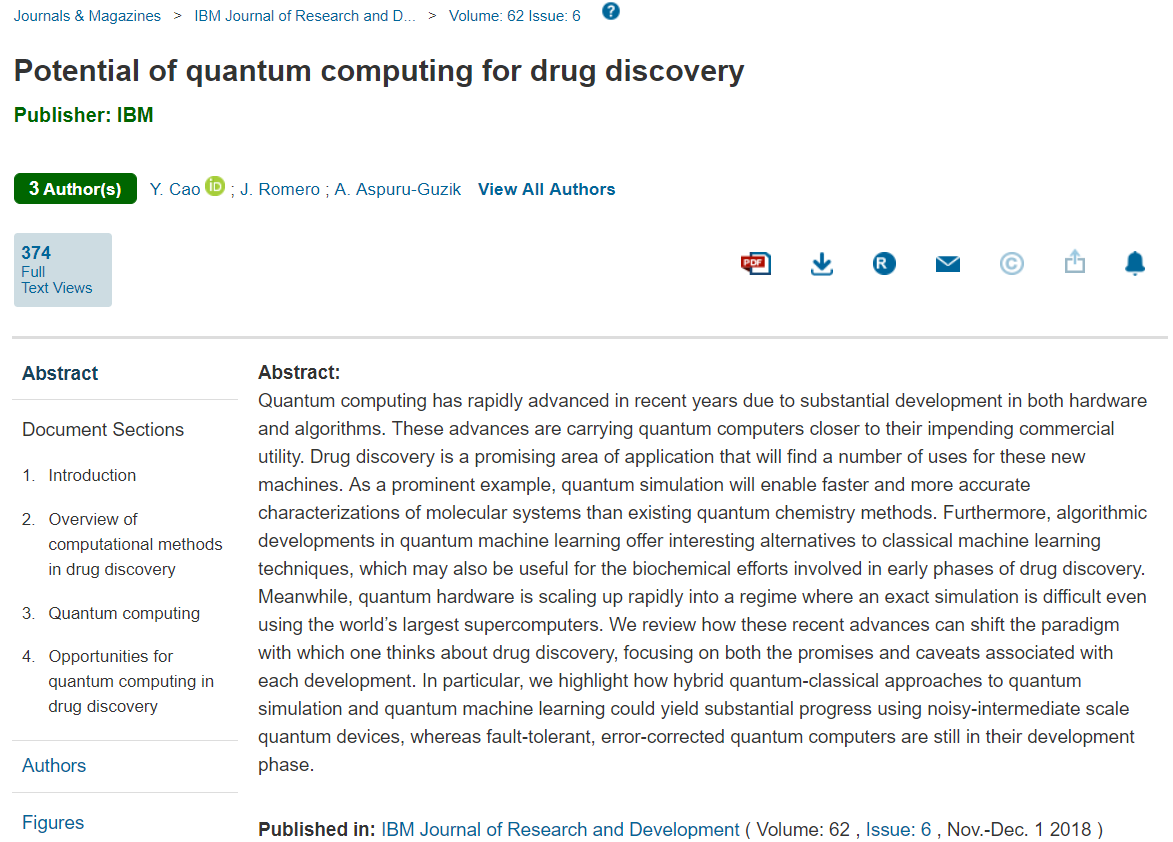 Journals & Magazines > IBM Journal of Research and D... > Volume: 62 Issue: 6 ?
Potential of quantum computing for drug discovery
Publisher: IBM
3 Author(s) Y. Cao iD ; J. Romero ; A. Aspuru-Guzik View All Authors
374
Full
Text Views
PDF
R
C
Abstract
Document Sections
1. Introduction
2. Overview of
computational methods
in drug discovery
3. Quantum computing
4. Opportunities for
quantum computing in
drug discovery
Authors
Figures
Abstract:
Quantum computing has rapidly advanced in recent years due to substantial development in both hardware
and algorithms. These advances are carrying quantum computers closer to their impending commercial
utility. Drug discovery is a promising area of application that will find a number of uses for these new
machines. As a prominent example, quantum simulation will enable faster and more accurate
characterizations of molecular systems than existing quantum chemistry methods. Furthermore, algorithmic
developments in quantum machine learning offer interesting alternatives to classical machine learning
techniques, which may also be useful for the biochemical efforts involved in early phases of drug discovery.
Meanwhile, quantum hardware is scaling up rapidly into a regime where an exact simulation is difficult even
using the world’s largest supercomputers. We review how these recent advances can shift the paradigm
with which one thinks about drug discovery, focusing on both the promises and caveats associated with
each development. In particular, we highlight how hybrid quantum-classical approaches to quantum
simulation and quantum machine learning could yield substantial progress using noisy-intermediate scale
quantum devices, whereas fault-tolerant, error-corrected quantum computers are still in their development
phase.
Published in: IBM Journal of Research and Development ( Volume: 62 , Issue: 6 , Nov.-Dec. 1 2018 )